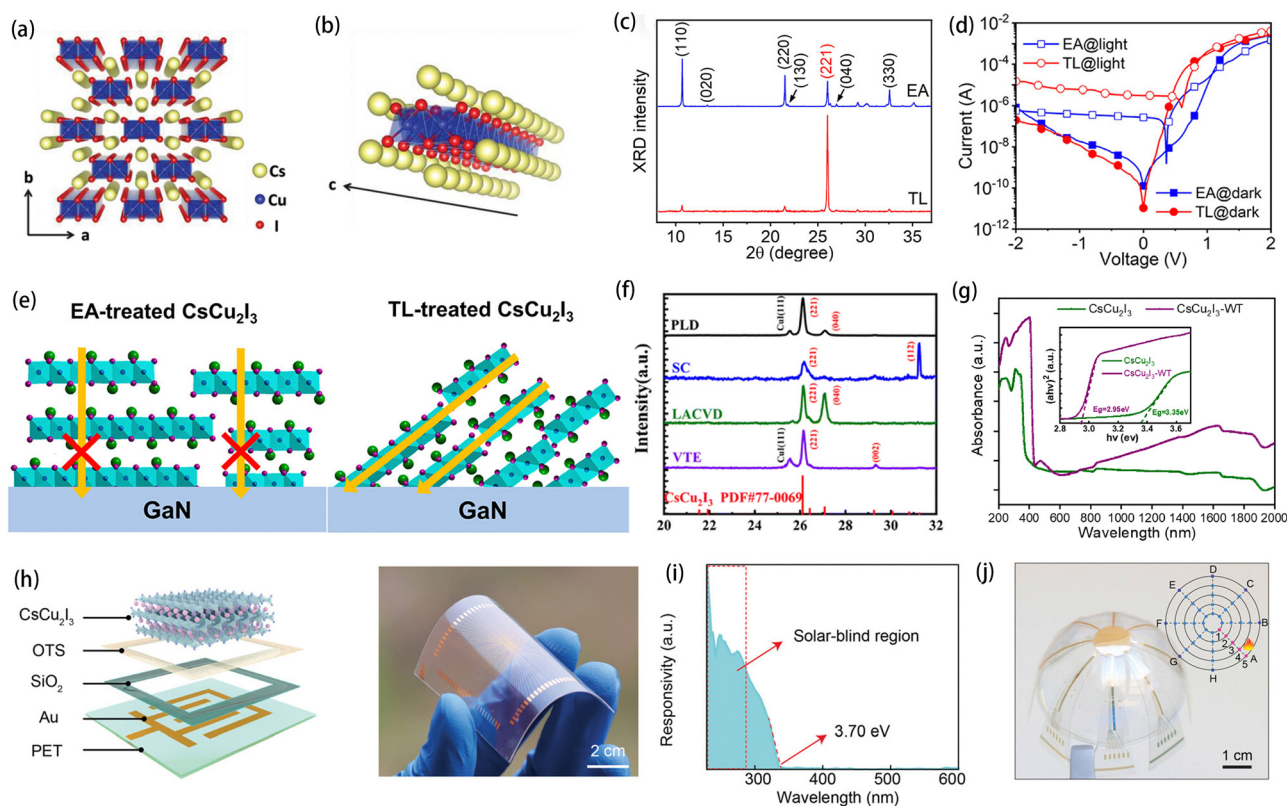 (a)
b
a
Cs
Cu
I
(b)
c
(c)
XRD intensity
(110)
(020)
(220)
(130)
(221)
(040)
(330)
EA
TL
10 15 20 25 30 35
2θ (degree)
(d)
Current (A)
10⁻²
10⁻⁴
10⁻⁶
10⁻⁸
10⁻¹⁰
10⁻¹²
EA@light
TL@light
EA@dark
TL@dark
-2 -1 0 1 2
Voltage (V)
(e)
EA-treated CsCu₂I₃
TL-treated CsCu₂I₃
GaN
GaN
(f)
Intensity(a.u.)
PLD
CuI(111)
(221)
(040)
SC
(221)
(112)
LACVD
(221)
(040)
VTE
CuI(111)
(221)
(002)
CsCu₂I₃ PDF#77-0069
20 22 24 26 28 30 32
(g)
CsCu₂I₃ CsCu₂I₃-WT
Absorbance (a.u.)
(ahv)² (a.u.)
CsCu₂I₃
CsCu₂I₃-WT
Eg=2.95eV
Eg=3.35eV
2.8 3.0 3.2 3.4 3.6
hv (ev)
200 400 600 800 1000 1200 1400 1600 1800 2000
Wavelength (nm)
(h)
CsCu₂I₃
OTS
SiO₂
Au
PET
2 cm
(i)
Responsivity (a.u.)
Solar-blind region
3.70 eV
300 400 500 600
Wavelength (nm)
(j)
D
E
C
F
B
1
2
3
4
5
A
G
H
1 cm